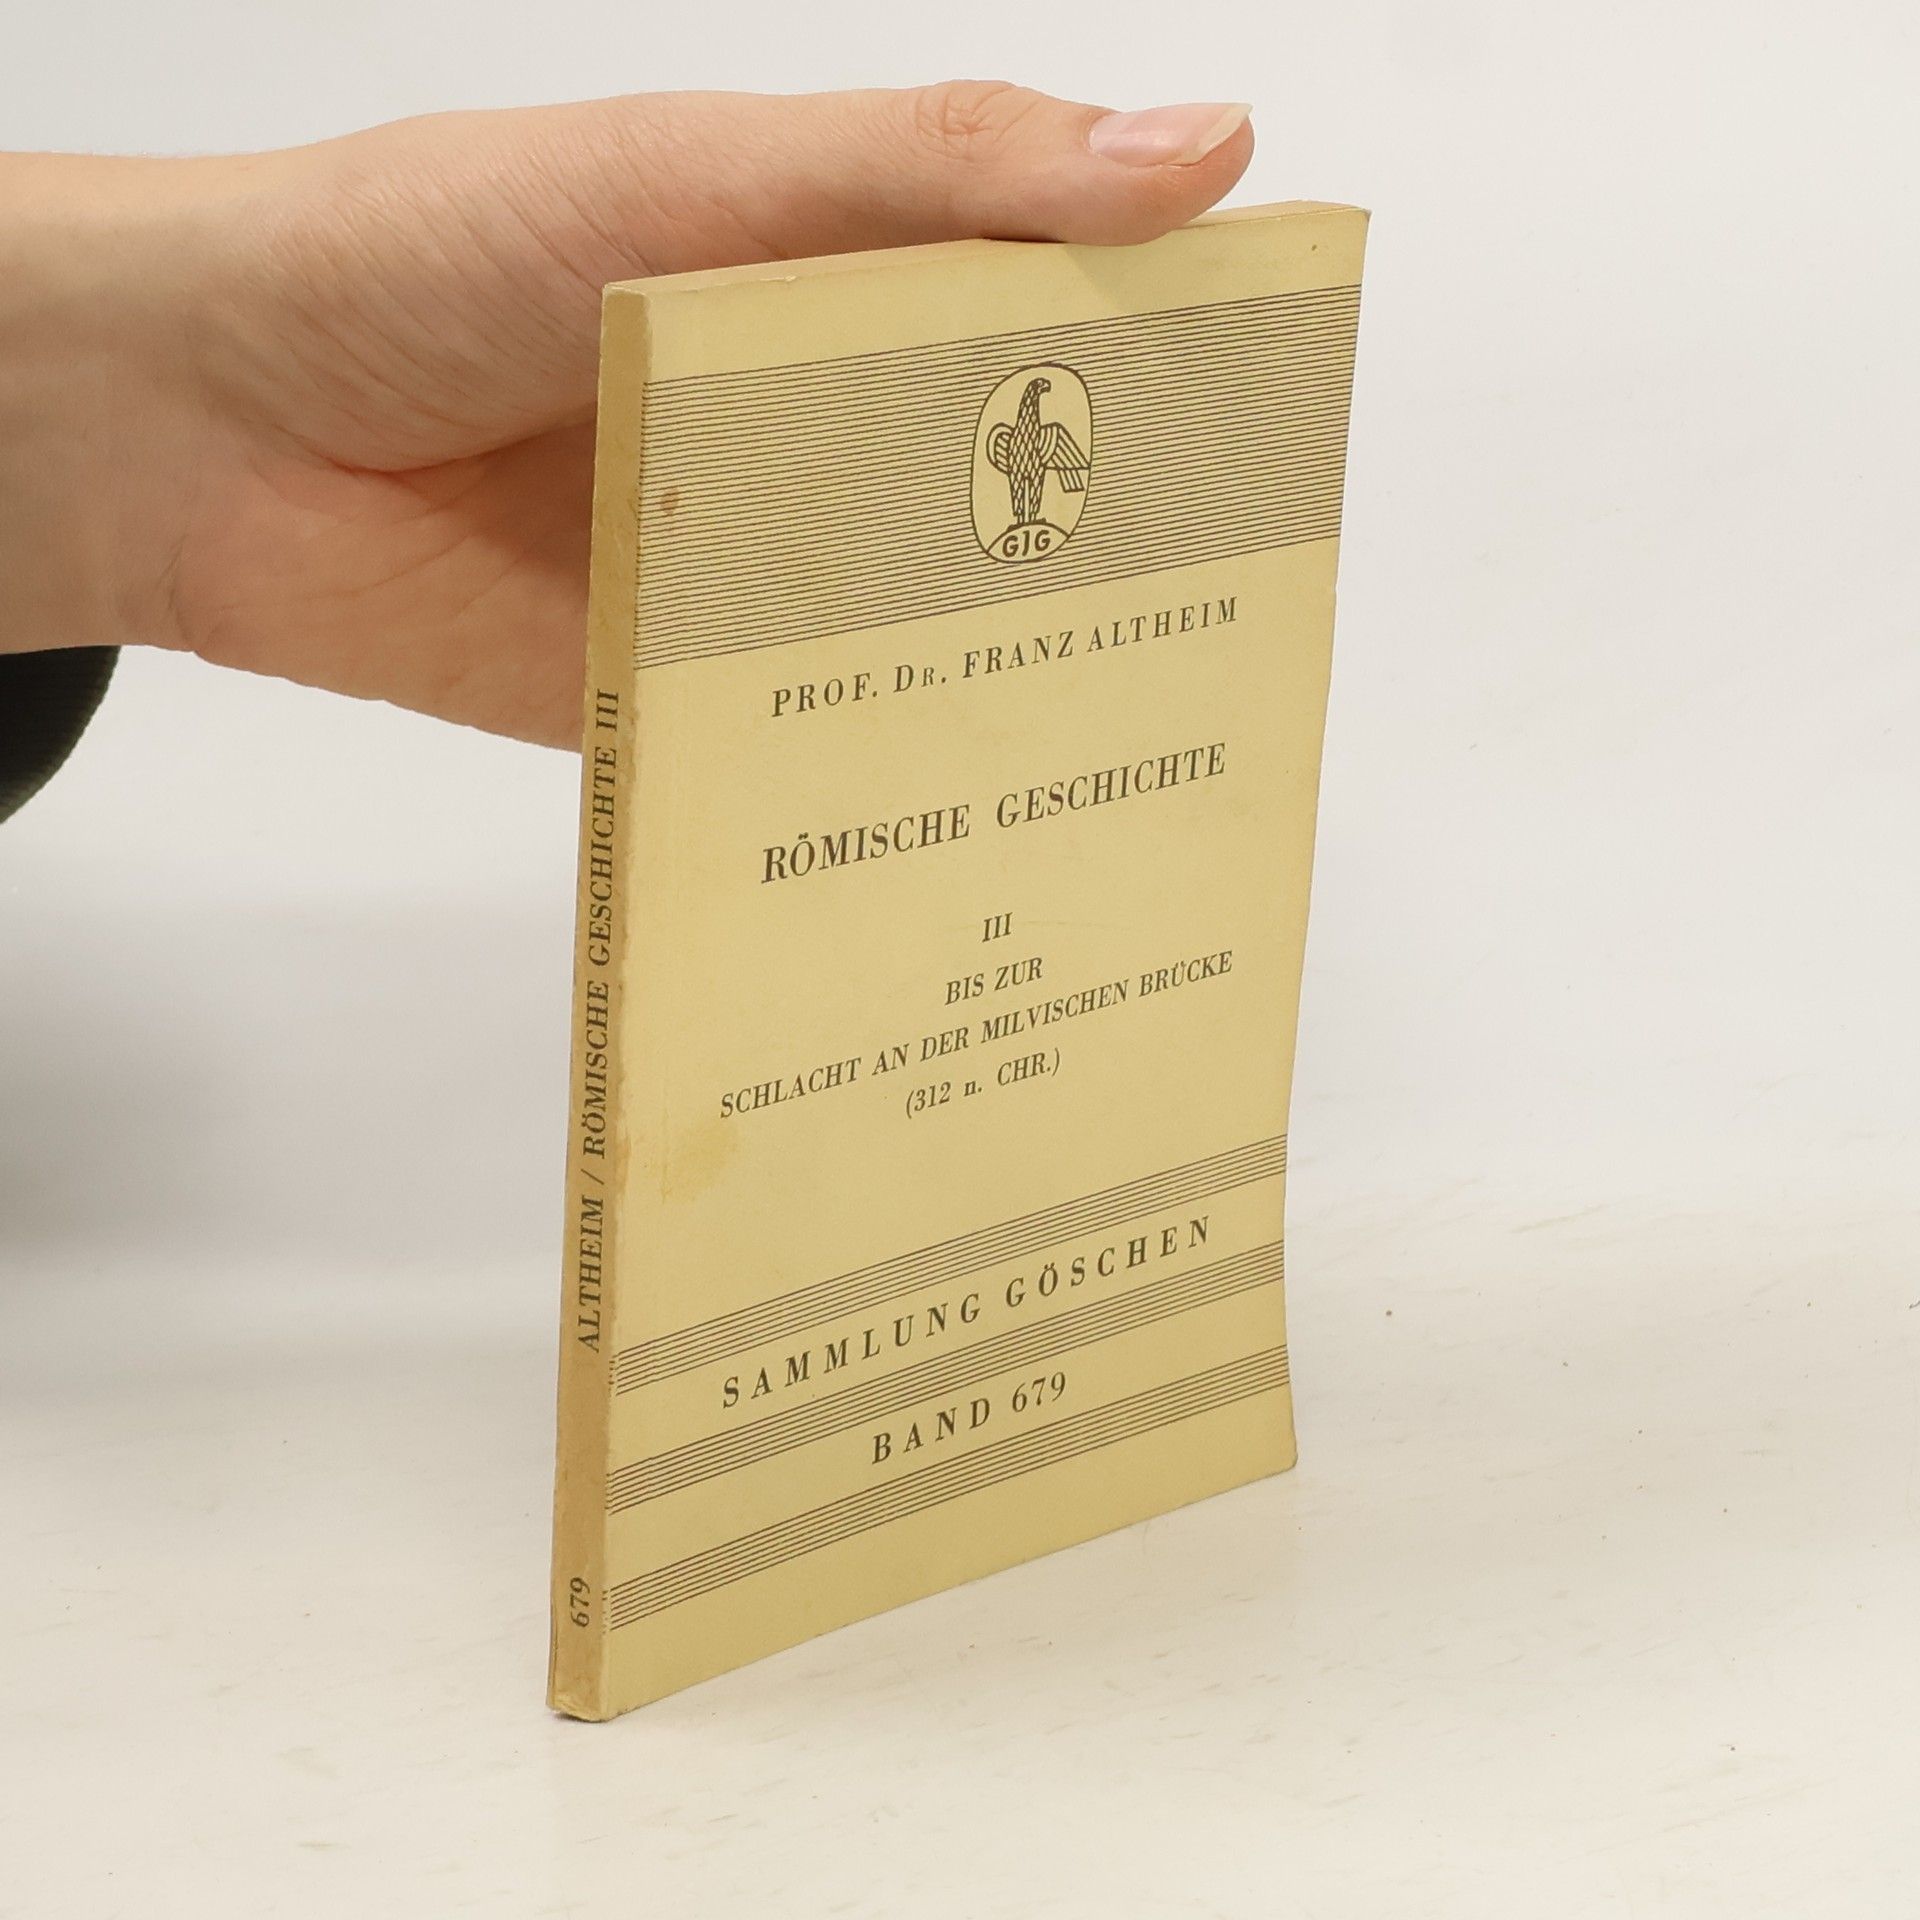 GJG
PROF. DR. FRANZ ALTHEIM
RÖMISCHE GESCHICHTE
III
BIS ZUR
SCHLACHT AN DER MILVISCHEN BRÜCKE
(312 n. CHR.)
SAMMLUNG GÖSCHEN
BAND 679
ALTHEIM / RÖMISCHE GESCHICHTE III
679